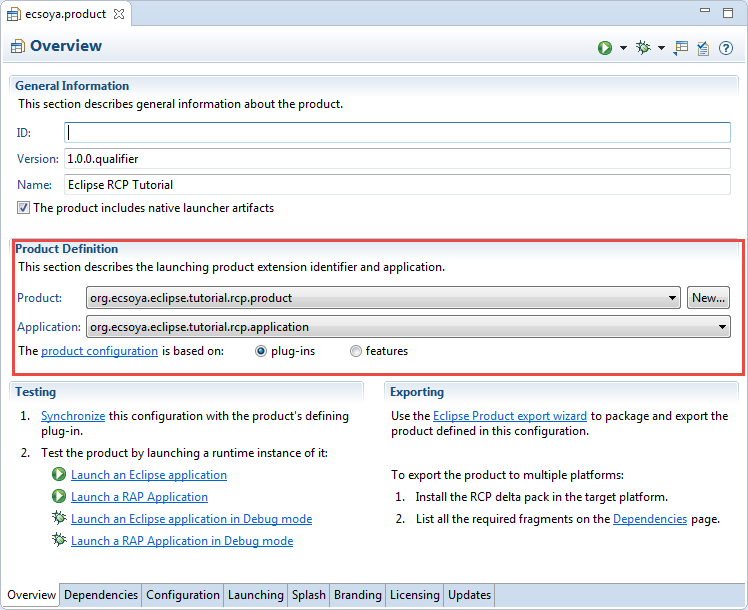 ecsoya.product
Overview
General Information
This section describes general information about the product.
ID:
Version: 1.0.0.qualifier
Name: Eclipse RCP Tutorial
The product includes native launcher artifacts
Product Definition
This section describes the launching product extension identifier and application.
Product: org.ecsoya.eclipse.tutorial.rcp.product New...
Application: org.ecsoya.eclipse.tutorial.rcp.application
The product configuration is based on: plug-ins features
Testing
1. Synchronize this configuration with the product's defining
plug-in.
2. Test the product by launching a runtime instance of it:
Launch an Eclipse application
Launch a RAP Application
Launch an Eclipse application in Debug mode
Launch a RAP Application in Debug mode
Exporting
Use the Eclipse Product export wizard to package and export the
product defined in this configuration.
To export the product to multiple platforms:
1. Install the RCP delta pack in the target platform.
2. List all the required fragments on the Dependencies page.
Overview Dependencies Configuration Launching Splash Branding Licensing Updates